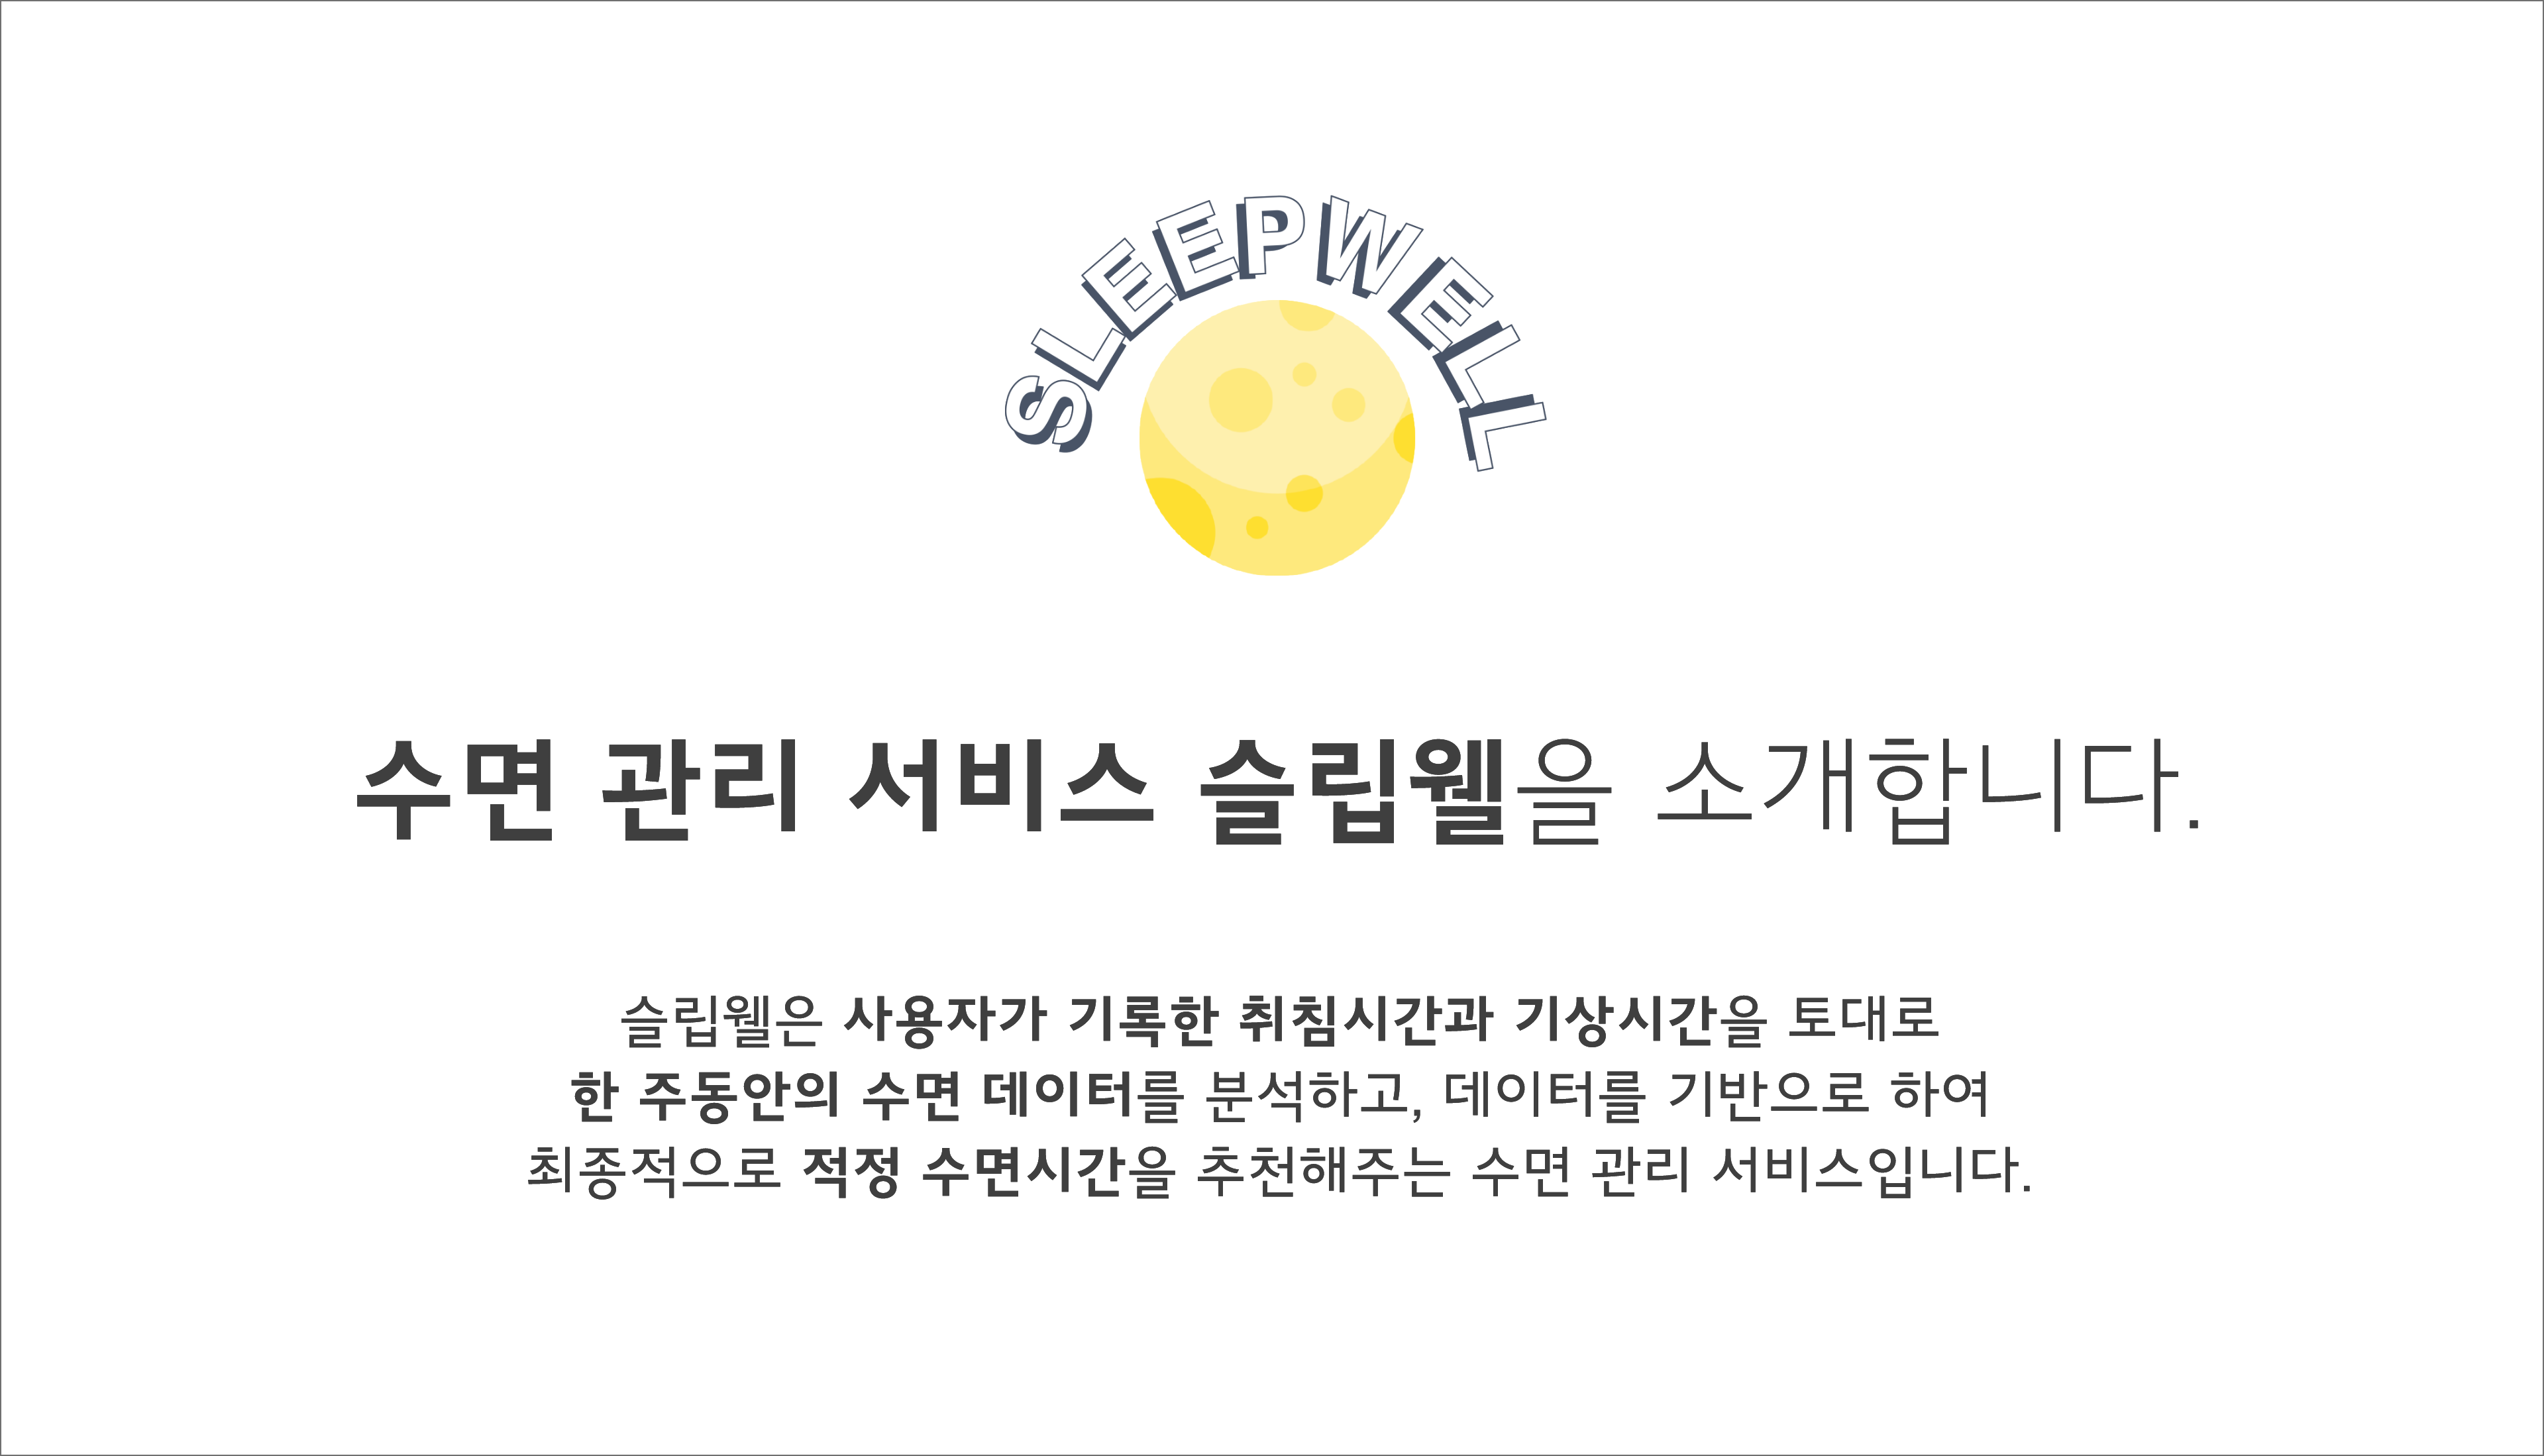 SLEEPWELL
수면 관리 서비스 슬립웰을 소개합니다.
슬립웰은 사용자가 기록한 취침시간과 기상시간을 토대로
한 주동안의 수면 데이터를 분석하고, 데이터를 기반으로 하여
최종적으로 적정 수면시간을 추천해주는 수면 관리 서비스입니다.